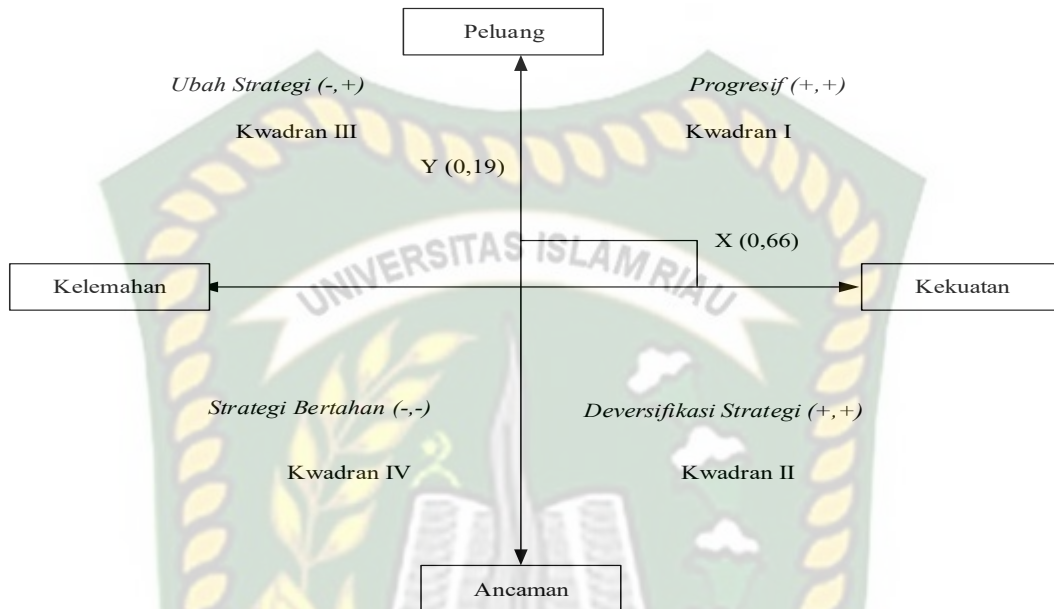 Peluang
Ubah Strategi (-,+)
Progresif (+,+)
Kwadran III
Kwadran I
Y (0,19)
X (0,66)
UNIVERSITAS ISLAM RIAU
Kelemahan
Kekuatan
Strategi Bertahan (-,-)
Deversifikasi Strategi (+,+)
Kwadran IV
Kwadran II
Ancaman